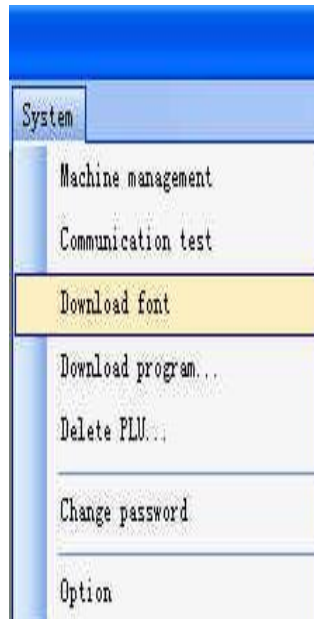 System
Machine management
Communication test
Download font
Download program...
Delete PLU...
Change password
Option